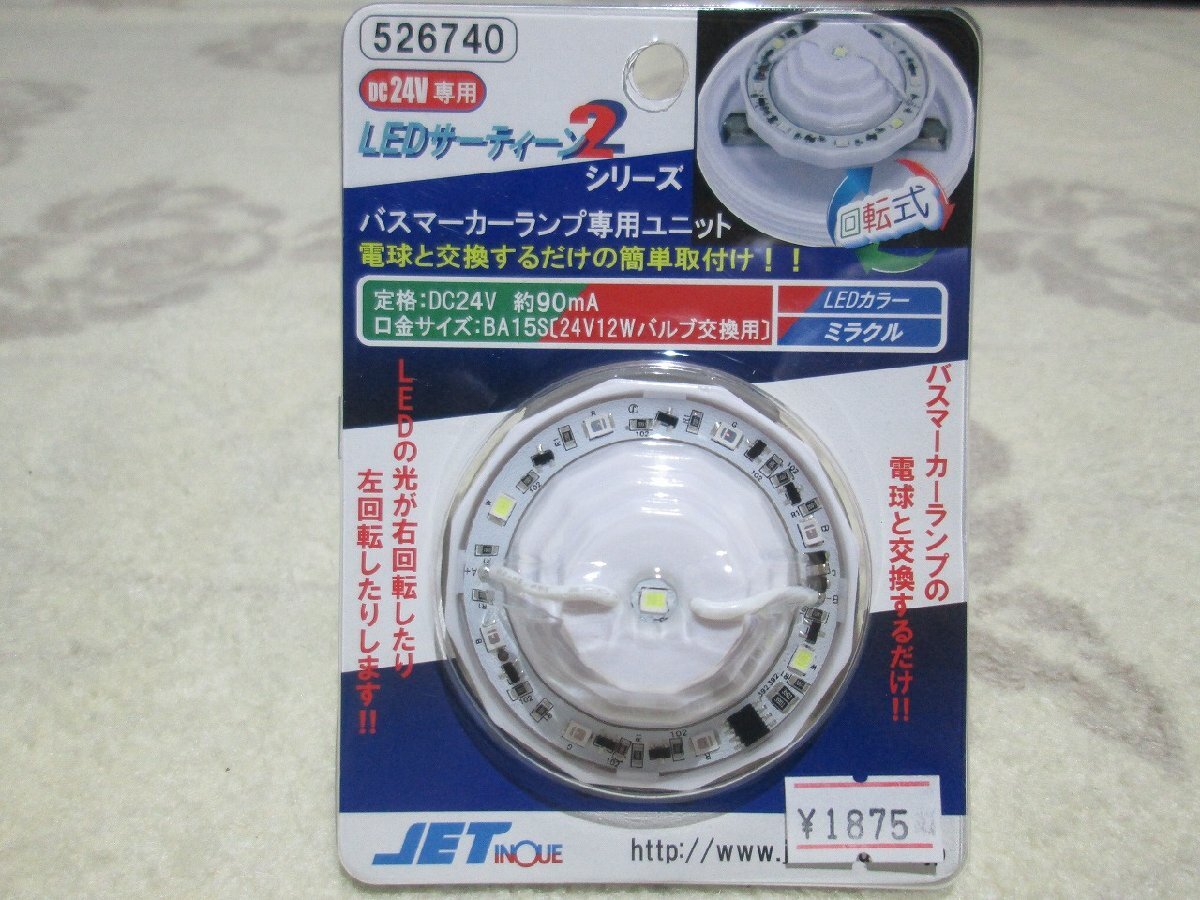 526740
DC24V専用
LEDサーティーン2
シリーズ
回転式
バスマーカーランプ専用ユニット
電球と交換するだけの簡単取付け!!
定格:DC24V 約90mA
口金サイズ:BA15S〔24V12Wバルブ交換用〕
LEDカラー
ミラクル
バスマーカーランプの
電球と交換するだけ!!
LEDの光が右回転したり
左回転したりします!!
JET INOUE
http://www.j
¥1875